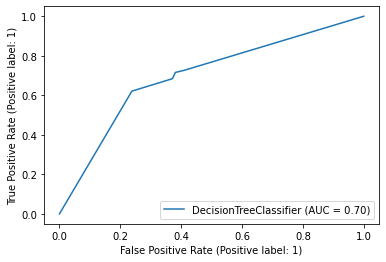 1.0
0.8
0.6
0.4
0.2
0.0
True Positive Rate (Positive label: 1)
DecisionTreeClassifier (AUC = 0.70)
0.0 0.2 0.4 0.6 0.8 1.0
False Positive Rate (Positive label: 1)